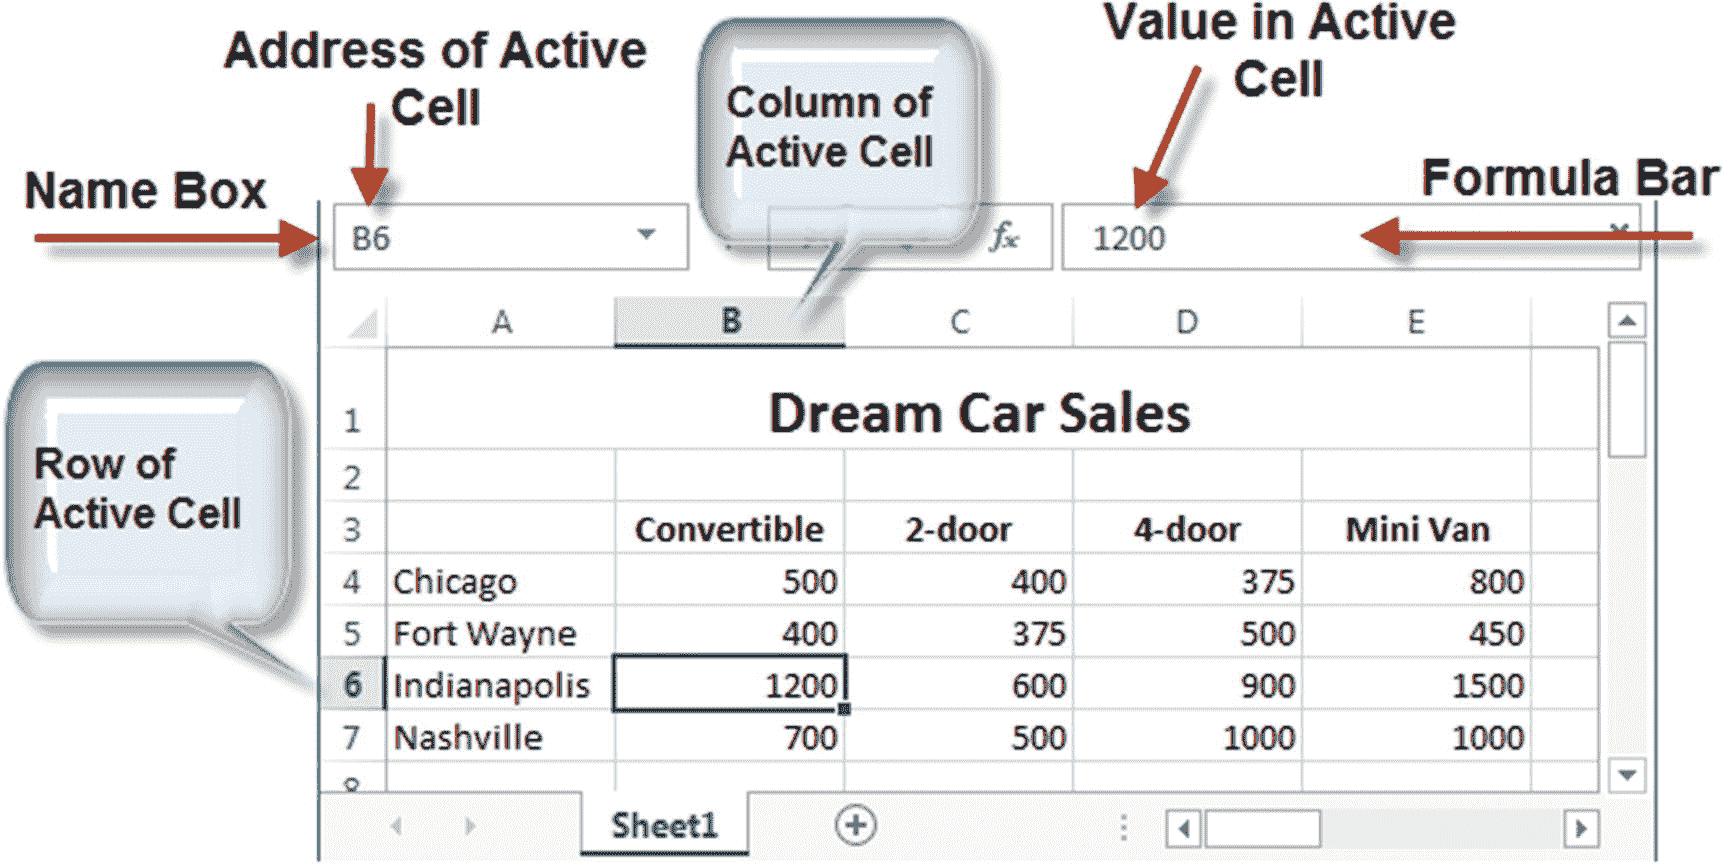 Address of Active
Cell
Value in Active
Cell
Column of
Active Cell
Name Box
Formula Bar
B6
fx
1200
A B C D E
Row of
Active Cell
1 Dream Car Sales
2
3 Convertible 2-door 4-door Mini Van
4 Chicago 500 400 375 800
5 Fort Wayne 400 375 500 450
6 Indianapolis 1200 600 900 1500
7 Nashville 700 500 1000 1000
8
Sheet1